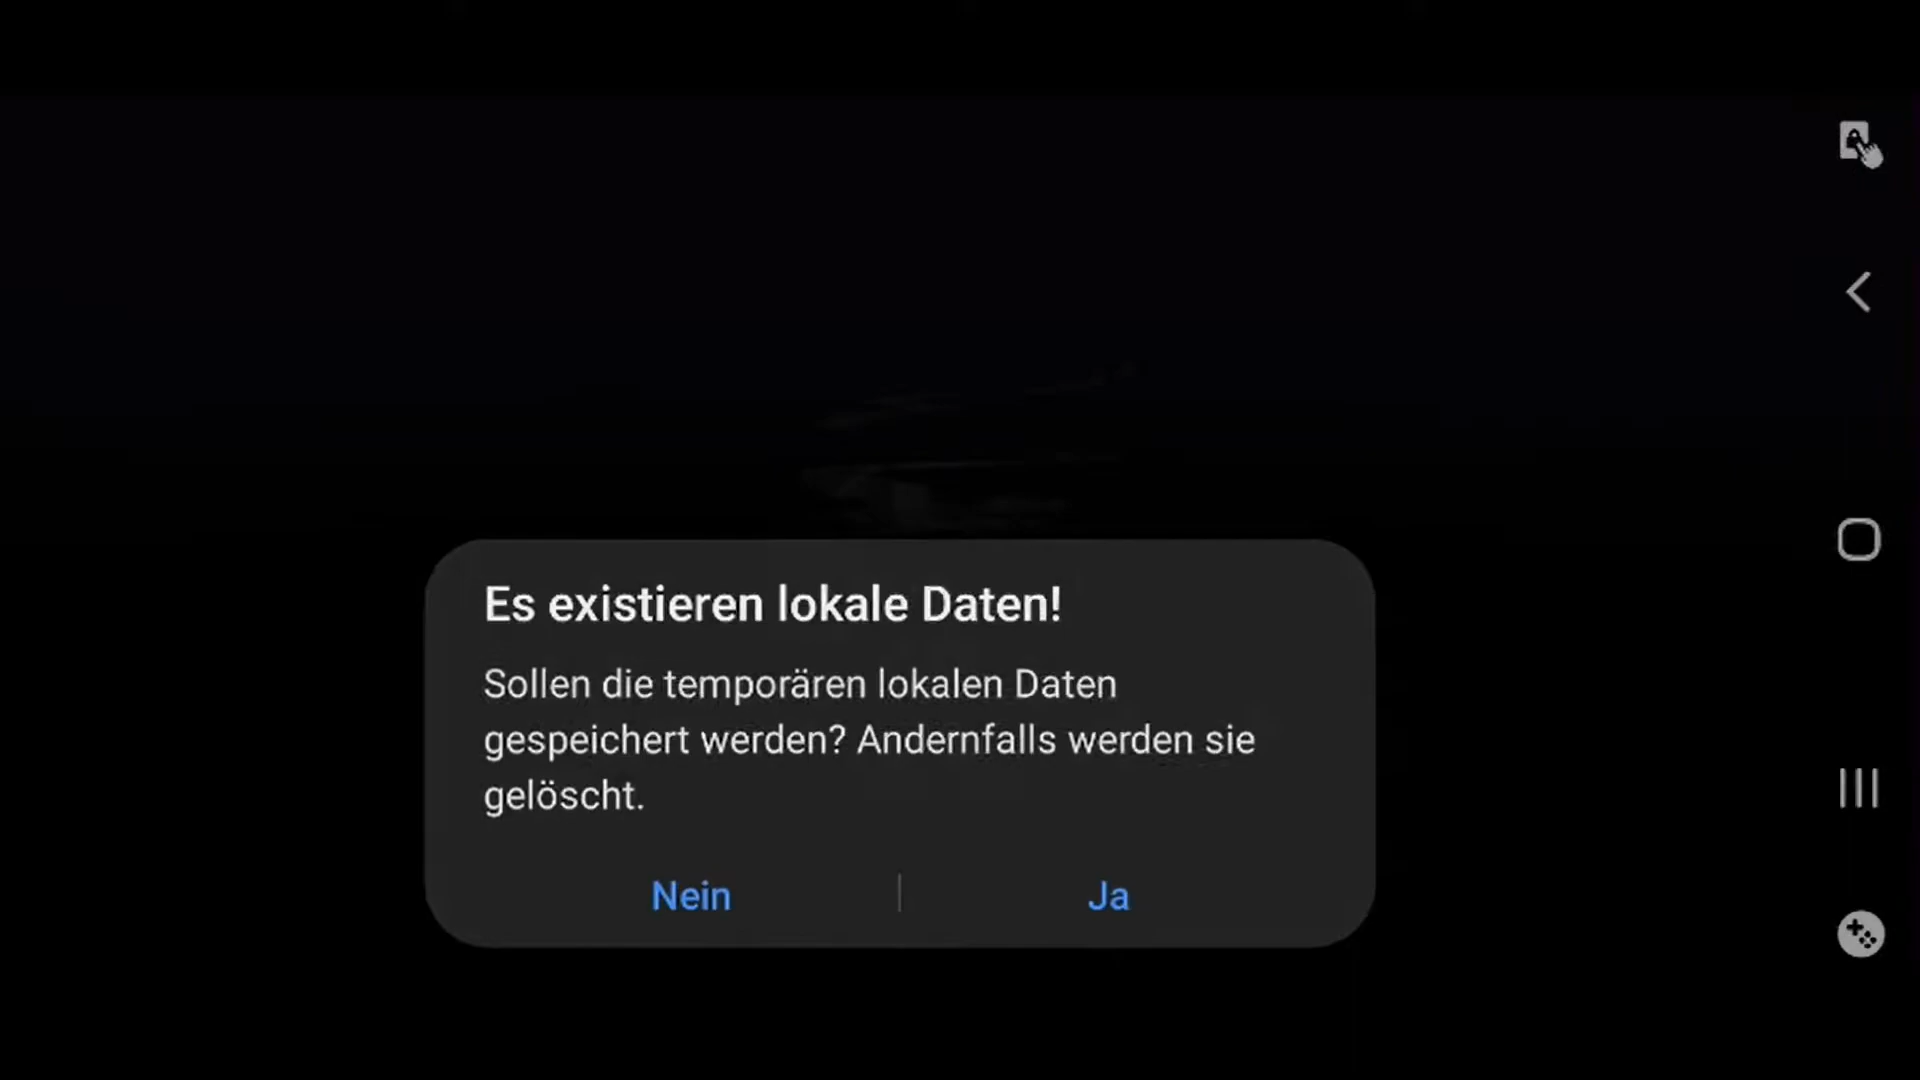 Es existieren lokale Daten!
Sollen die temporären lokalen Daten
gespeichert werden? Andernfalls werden sie
gelöscht.
Nein
Ja